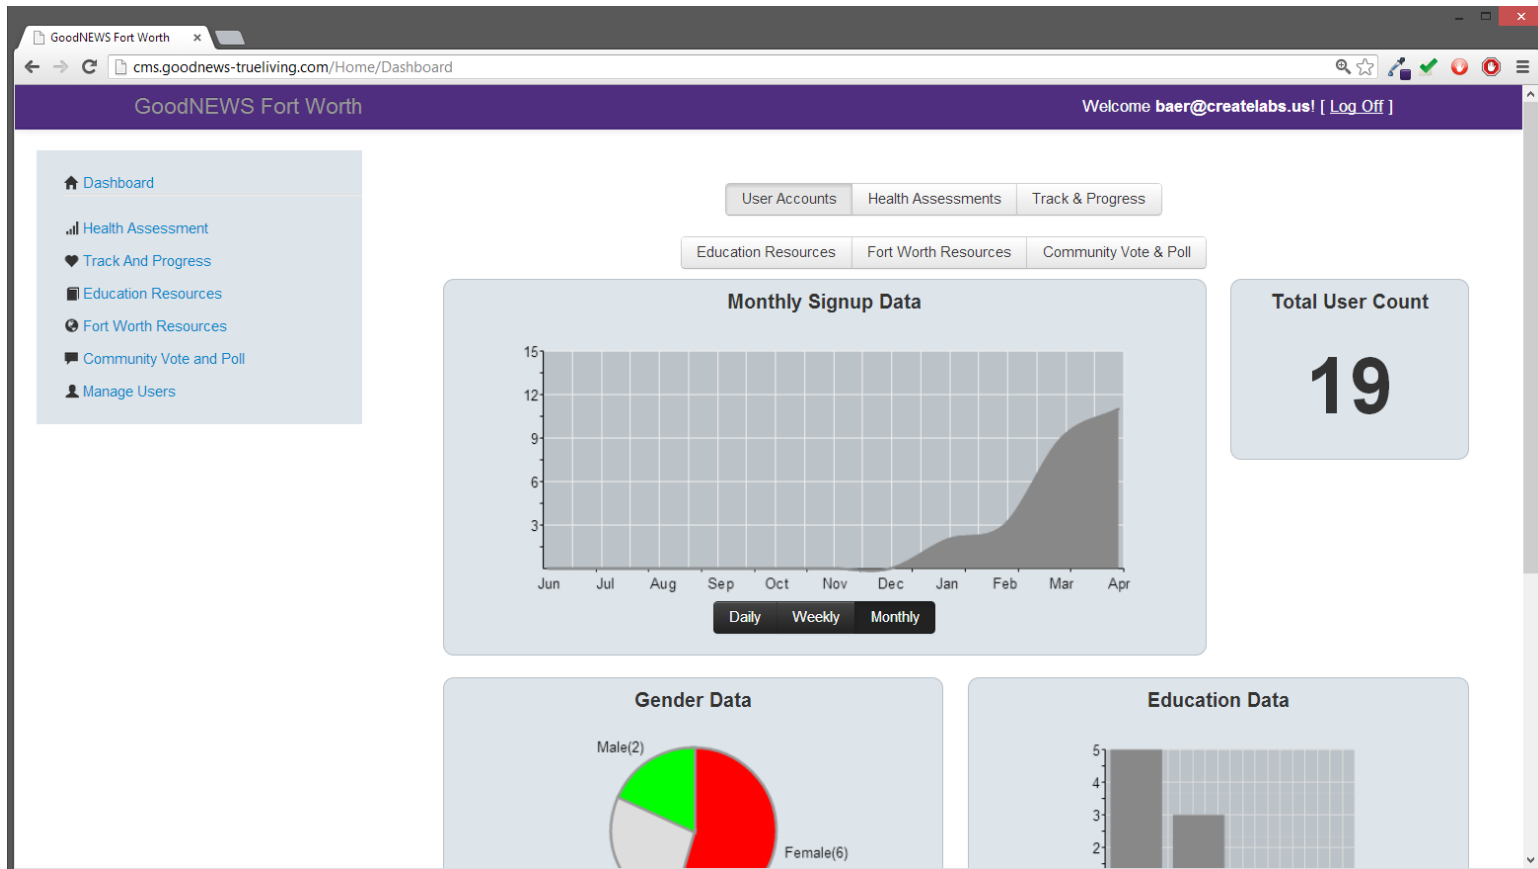 GoodNEWS Fort Worth
cms.goodnews-trueliving.com/Home/Dashboard
GoodNEWS Fort Worth
Welcome baer@createlabs.us! [ Log Off ]
Dashboard
Health Assessment
Track And Progress
Education Resources
Fort Worth Resources
Community Vote and Poll
Manage Users
User Accounts Health Assessments Track & Progress
Education Resources Fort Worth Resources Community Vote & Poll
Monthly Signup Data
15
12
9
6
3
Jun Jul Aug Sep Oct Nov Dec Jan Feb Mar Apr
Daily Weekly Monthly
Total User Count
19
Gender Data
Male(2)
Female(6)
Education Data
5
4
3
2